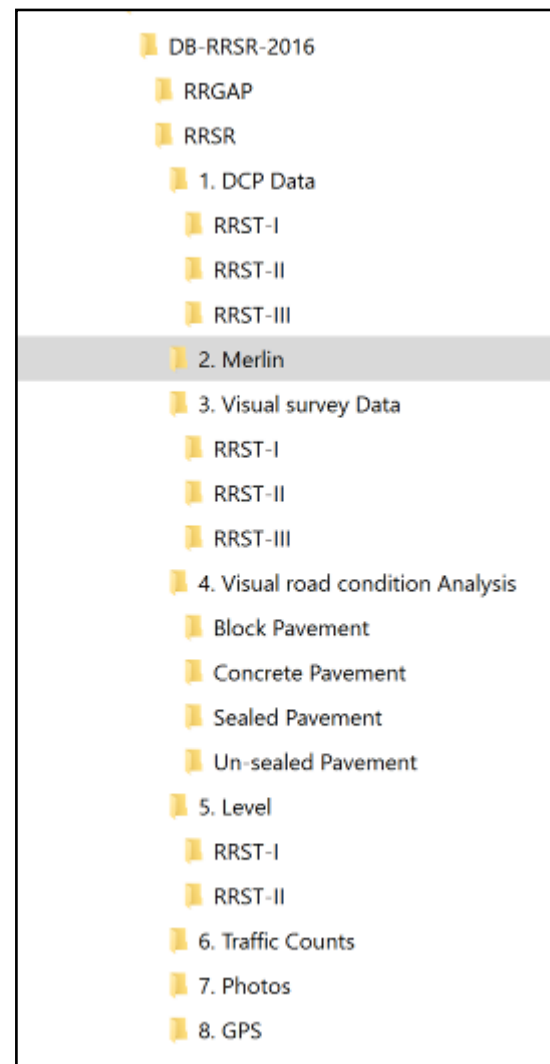 DB-RRSR-2016
RRGAP
RRSR
1. DCP Data
RRST-I
RRST-II
RRST-III
2. Merlin
3. Visual survey Data
RRST-I
RRST-II
RRST-III
4. Visual road condition Analysis
Block Pavement
Concrete Pavement
Sealed Pavement
Un-sealed Pavement
5. Level
RRST-I
RRST-II
6. Traffic Counts
7. Photos
8. GPS